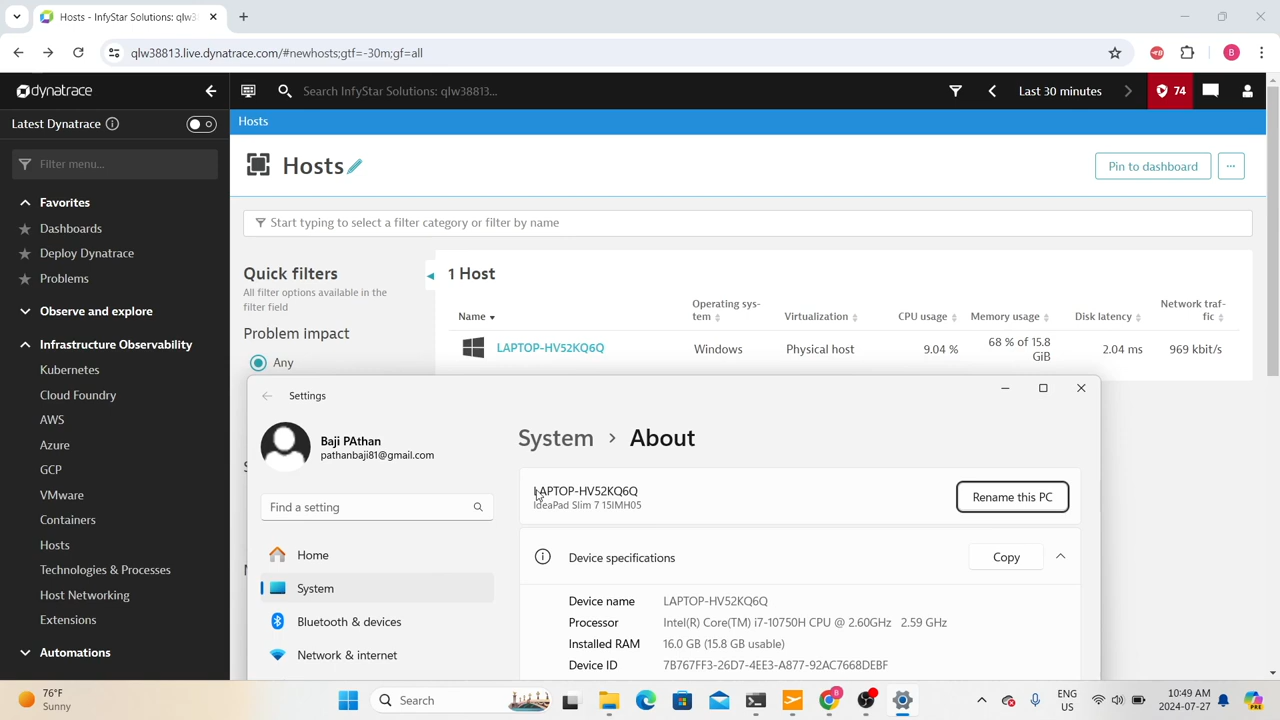 Hosts - InfyStar Solutions: qlw3
qlw38813.live.dynatrace.com/#newhosts;gtf=-30m;gf=all
B
dynatrace
Search InfyStar Solutions: qlw38813...
Last 30 minutes
74
Latest Dynatrace
Hosts
Filter menu...
Hosts
Pin to dashboard
...
Favorites
Dashboards
Deploy Dynatrace
Problems
Observe and explore
Infrastructure Observability
Kubernetes
Cloud Foundry
AWS
Azure
GCP
VMware
Containers
Hosts
Technologies & Processes
Host Networking
Extensions
Automations
Start typing to select a filter category or filter by name
Quick filters
All filter options available in the
filter field
Problem impact
Any
1 Host
Name
Operating sys-
tem
Virtualization
CPU usage
Memory usage
Disk latency
Network traf-
fic
LAPTOP-HV52KQ6Q
Windows
Physical host
9.04 %
68 % of 15.8
GiB
2.04 ms
969 kbit/s
Settings
Baji PAthan
pathanbaji81@gmail.com
Find a setting
Home
System
Bluetooth & devices
Network & internet
System > About
LAPTOP-HV52KQ6Q
IdeaPad Slim 7 15IMH05
Rename this PC
Device specifications
Copy
Device name LAPTOP-HV52KQ6Q
Processor Intel(R) Core(TM) i7-10750H CPU @ 2.60GHz 2.59 GHz
Installed RAM 16.0 GB (15.8 GB usable)
Device ID 7B767FF3-26D7-4EE3-A877-92AC7668DEBF
76°F
Sunny
Search
ENG
US
10:49 AM
2024-07-27